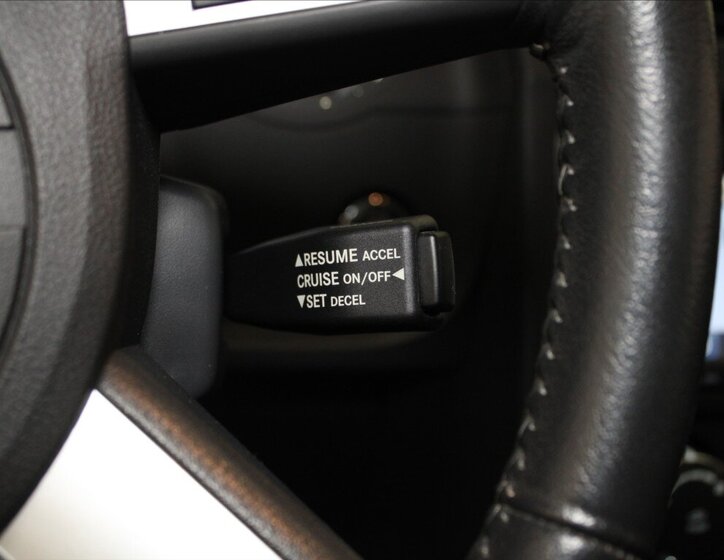 ▲RESUME ACCEL
CRUISE ON/OFF◀
▼SET DECEL